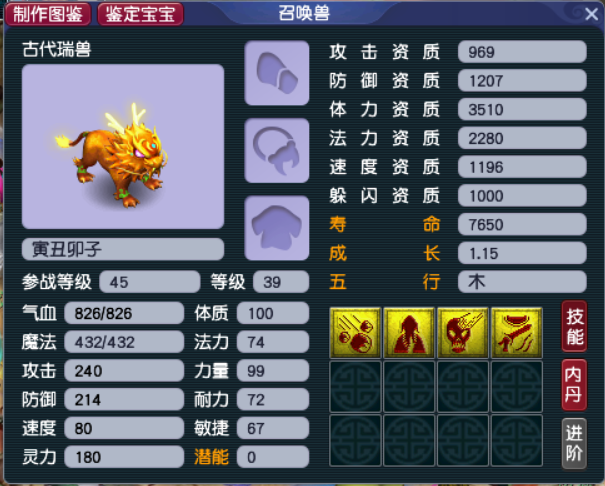 制作图鉴 鉴定宝宝 召唤兽
古代瑞兽
攻击资质 969
防御资质 1207
体力资质 3510
法力资质 2280
速度资质 1196
躲闪资质 1000
寿命 7650
成长 1.15
五行 木
寅丑卯子
参战等级 45 等级 39
气血 826/826 体质 100
魔法 432/432 法力 74
攻击 240 力量 99
防御 214 耐力 72
速度 80 敏捷 67
灵力 180 潜能 0
技能
内丹
进阶